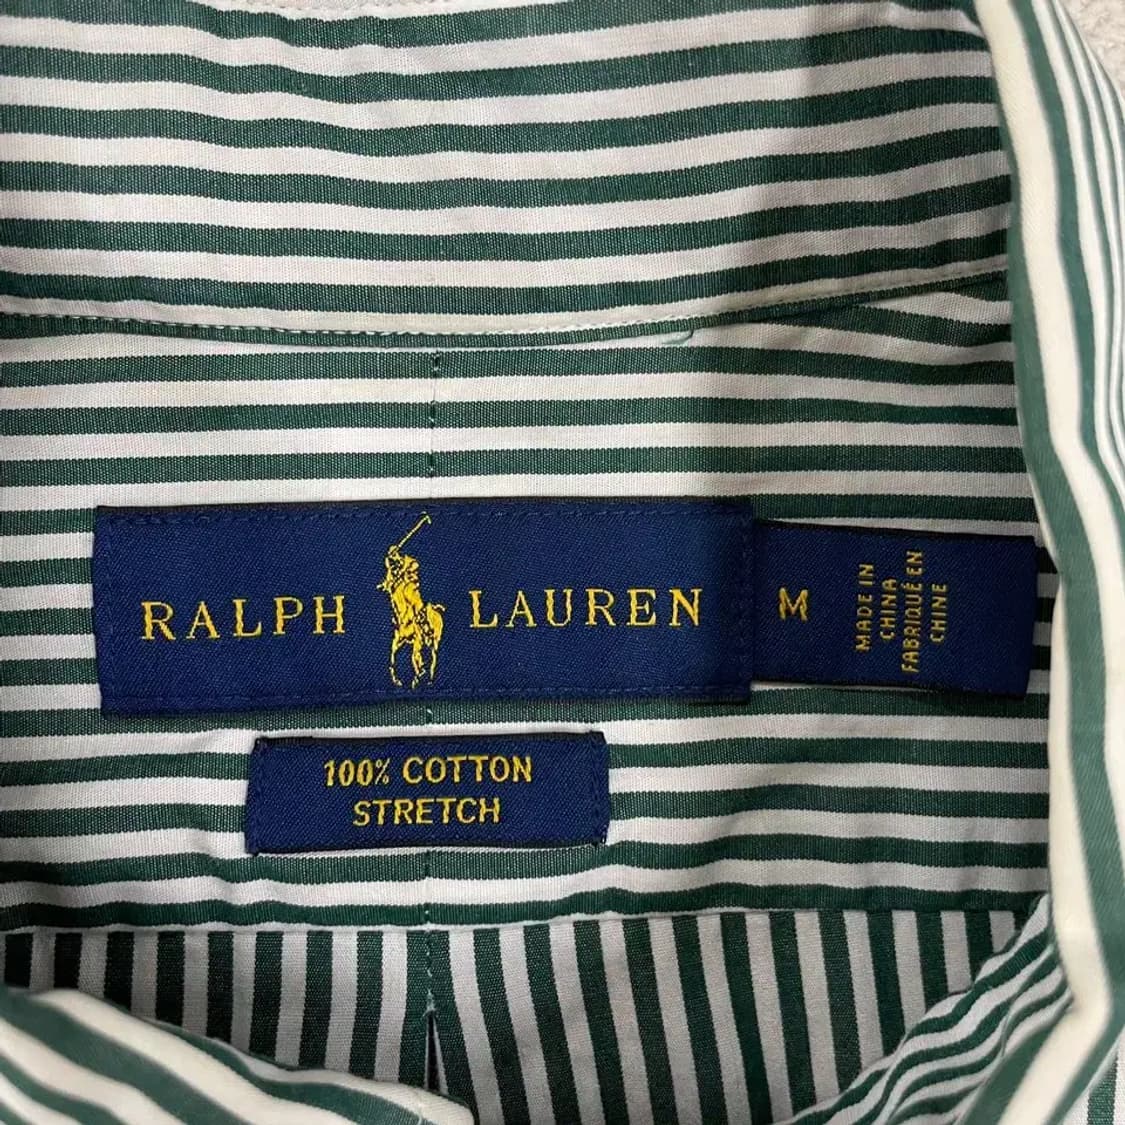 RALPH LAUREN
M
MADE IN
CHINA
FABRIQUÉ EN
CHINE
100% COTTON
STRETCH